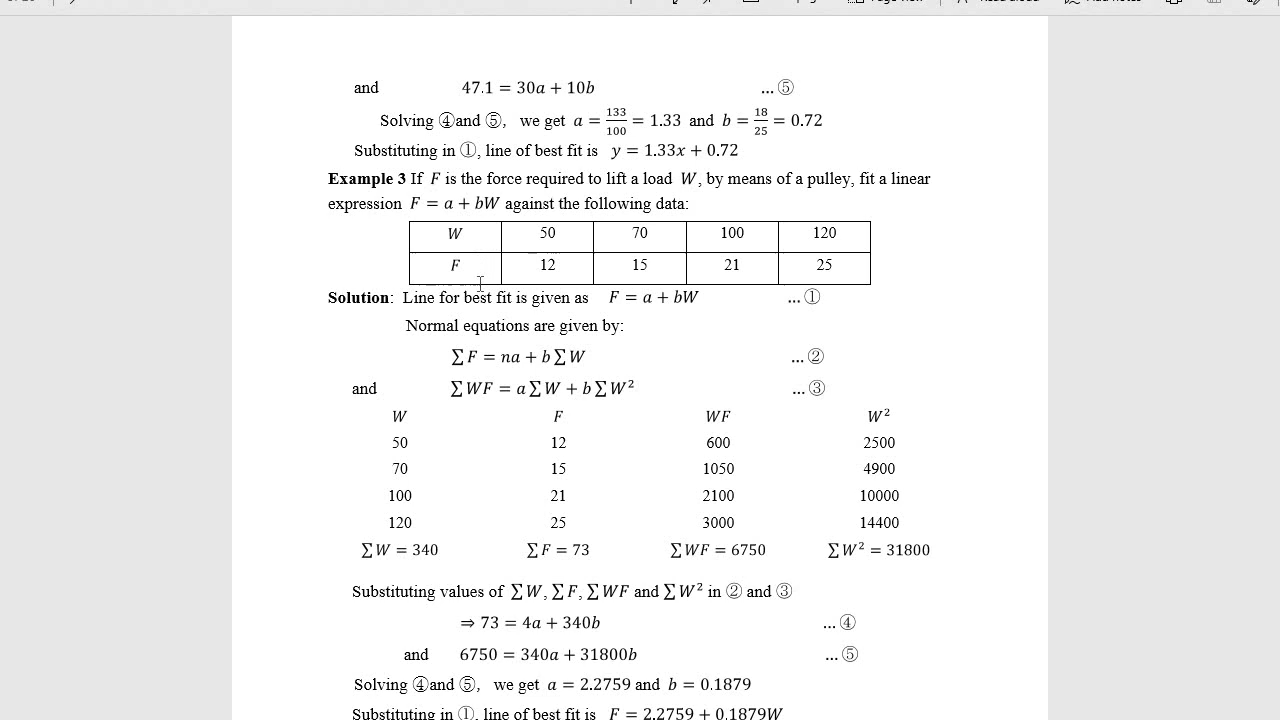 and 47.1 = 30a + 10b ... ⑤
Solving ④and ⑤, we get a = 133/100 = 1.33 and b = 18/25 = 0.72
Substituting in ①, line of best fit is y = 1.33x + 0.72
Example 3 If F is the force required to lift a load W, by means of a pulley, fit a linear
expression F = a + bW against the following data:
W 50 70 100 120
F 12 15 21 25
Solution: Line for best fit is given as F = a + bW ... ①
Normal equations are given by:
∑F = na + b∑W ... ②
and ∑WF = a∑W + b∑W² ... ③
W F WF W²
50 12 600 2500
70 15 1050 4900
100 21 2100 10000
120 25 3000 14400
∑W = 340 ∑F = 73 ∑WF = 6750 ∑W² = 31800
Substituting values of ∑W, ∑F, ∑WF and ∑W² in ② and ③
⇒ 73 = 4a + 340b ... ④
and 6750 = 340a + 31800b ... ⑤
Solving ④and ⑤, we get a = 2.2759 and b = 0.1879
Substituting in ①, line of best fit is F = 2.2759 + 0.1879W